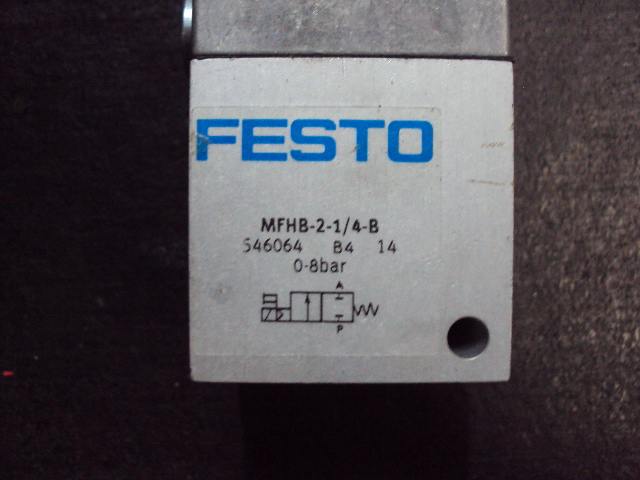 FESTO
MFHB-2-1/4-B
546064 B4 14
0-8bar
A
P